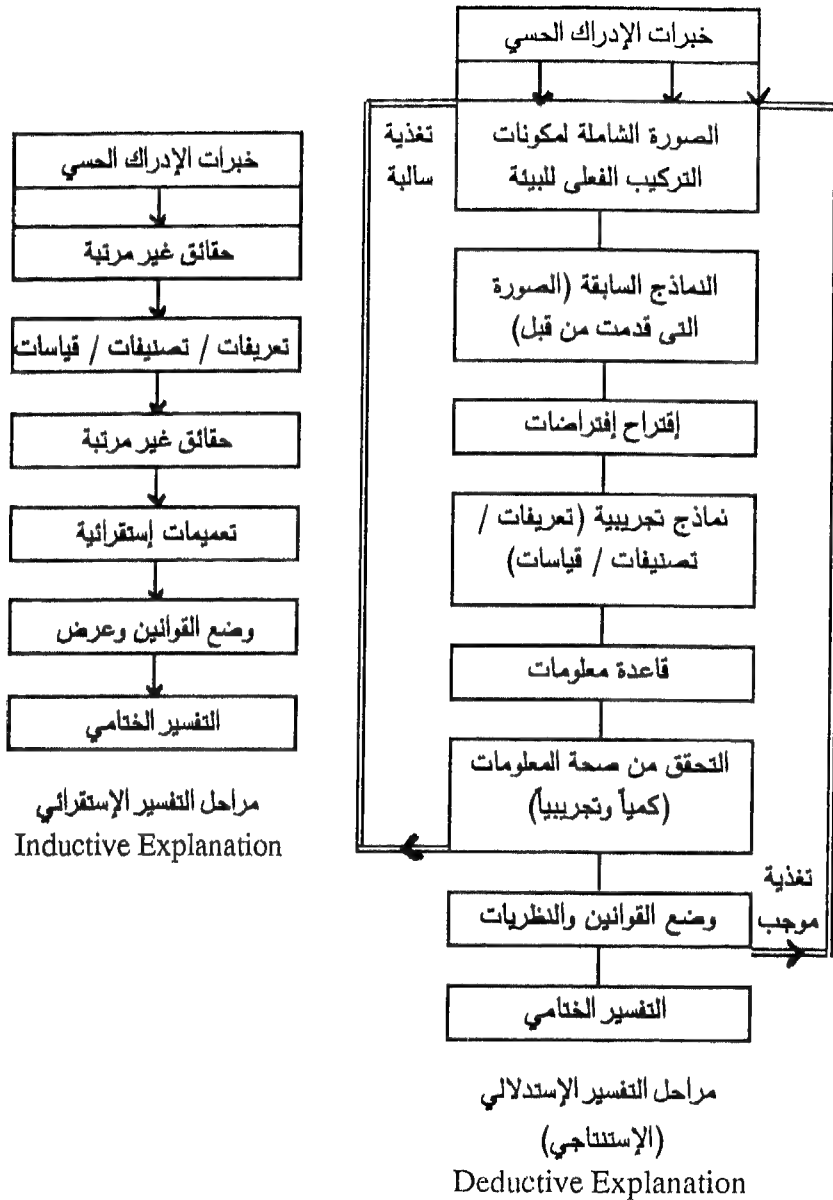 خبرات الإدراك الحسي
الصورة الشاملة لمكونات
التركيب الفعلى للبيئة
تغذية
سالبة
النماذج السابقة (الصورة
التى قدمت من قبل)
إقتراح إفتراضات
نماذج تجريبية (تعريفات /
تصنيفات / قياسات)
قاعدة معلومات
التحقق من صحة المعلومات
(كمياً وتجريبياً)
تغذية
موجب
وضع القوانين والنظريات
التفسير الختامي
مراحل التفسير الإستدلالي
(الإستنتاجي)
Deductive Explanation
خبرات الإدراك الحسي
حقائق غير مرتبة
تعريفات / تصنيفات / قياسات
حقائق غير مرتبة
تعميمات إستقرائية
وضع القوانين وعرض
التفسير الختامي
مراحل التفسير الإستقرائي
Inductive Explanation